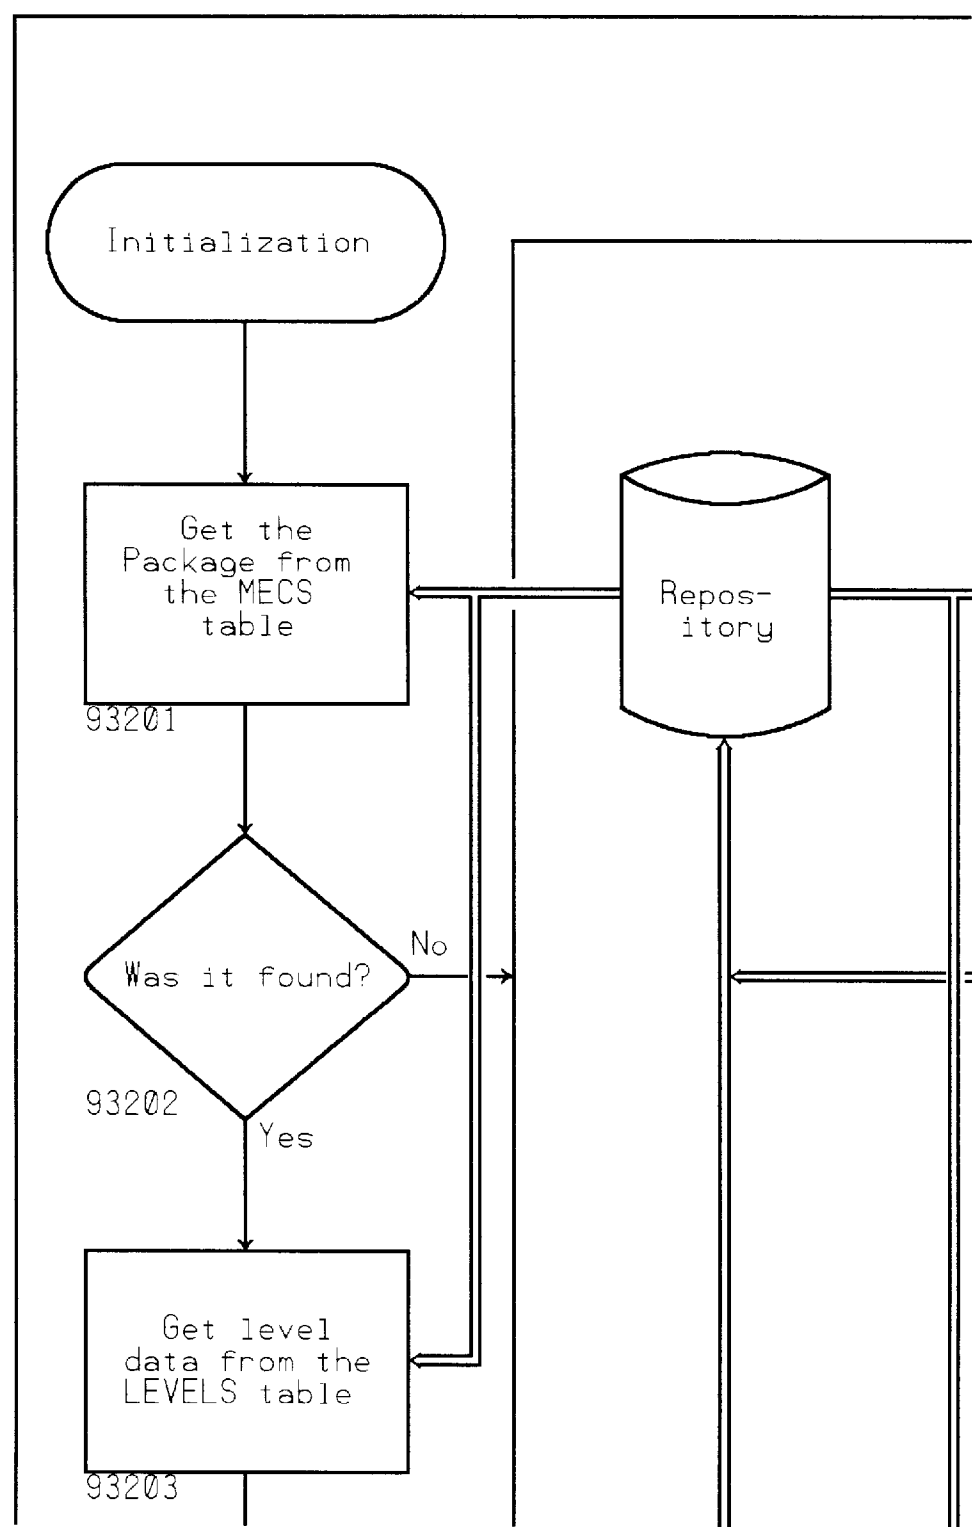 Initialization
Get the
Package from
the MECS
table
93201
Repos-
itory
No
Was it found?
93202
Yes
Get level
data from the
LEVELS table
93203